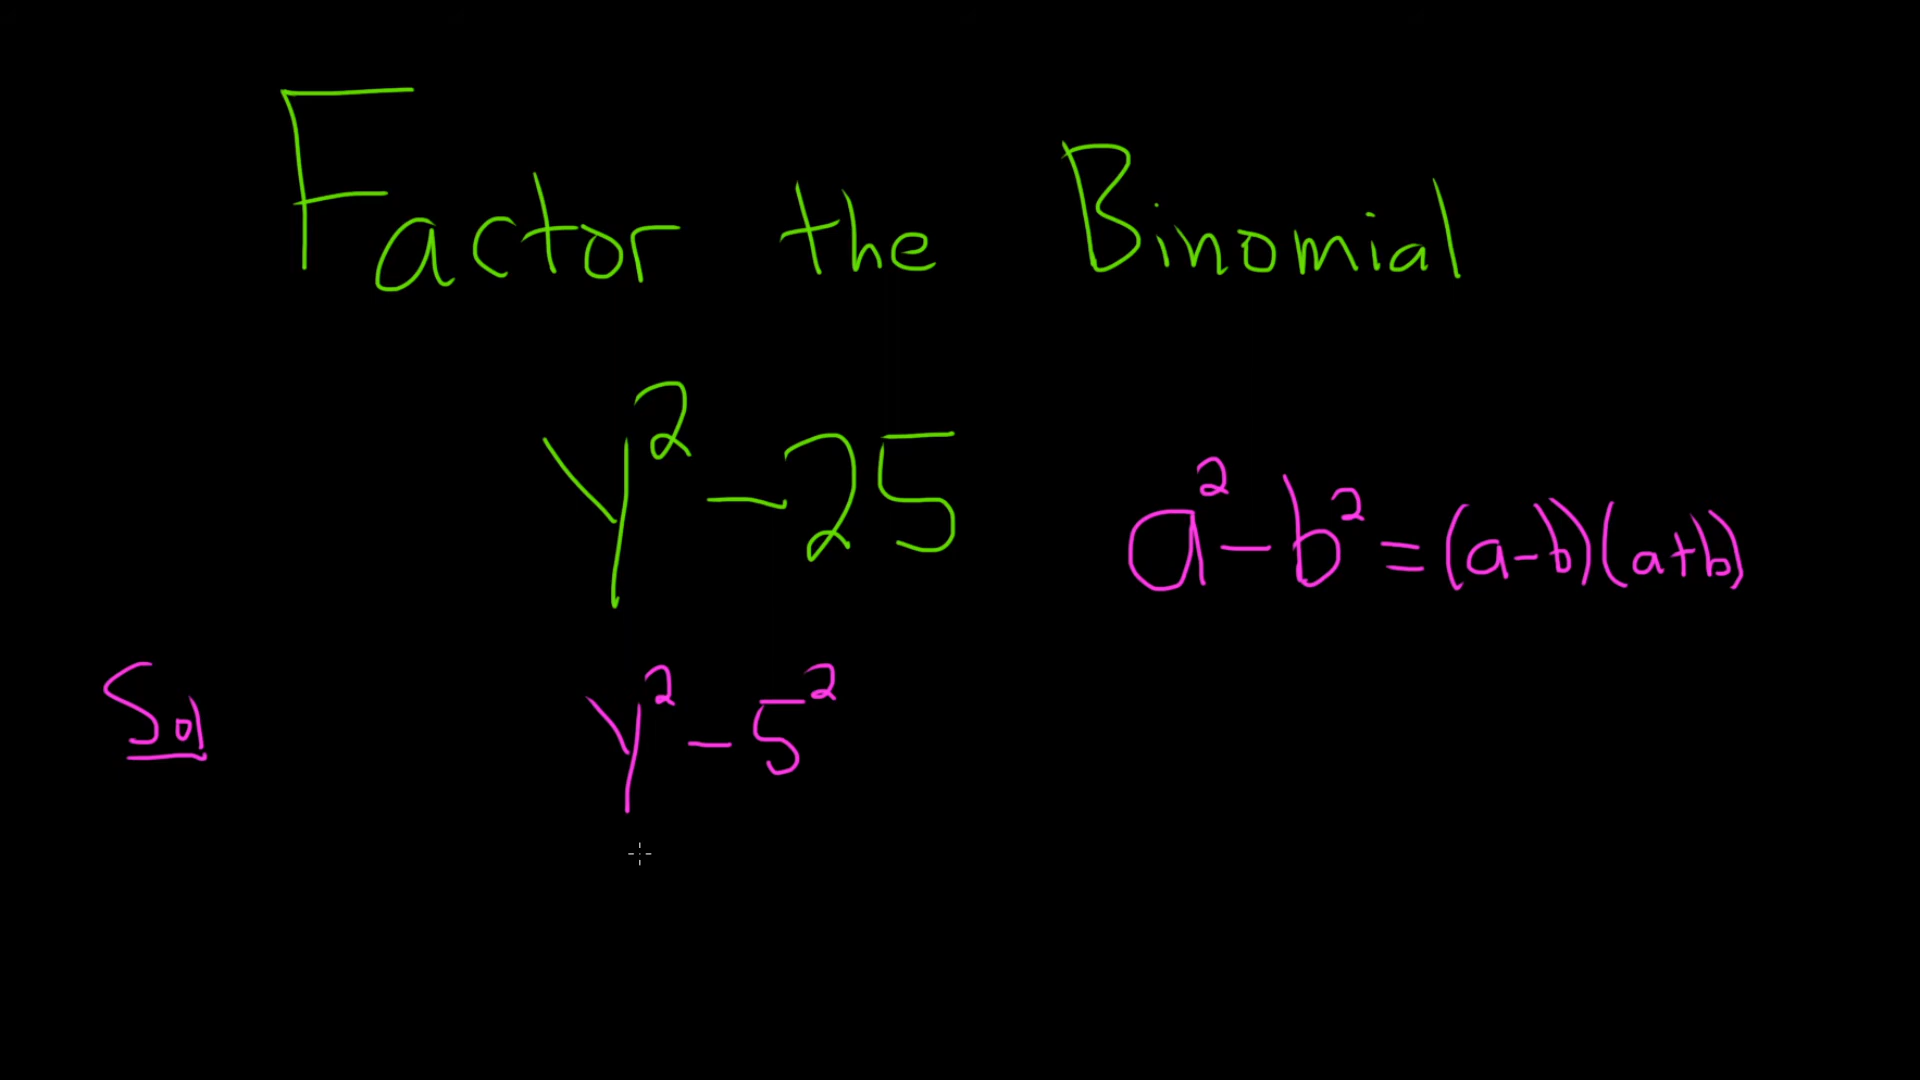 Factor the Binomial
y² - 25
a² - b² = (a-b)(a+b)
Sol
y² - 5²